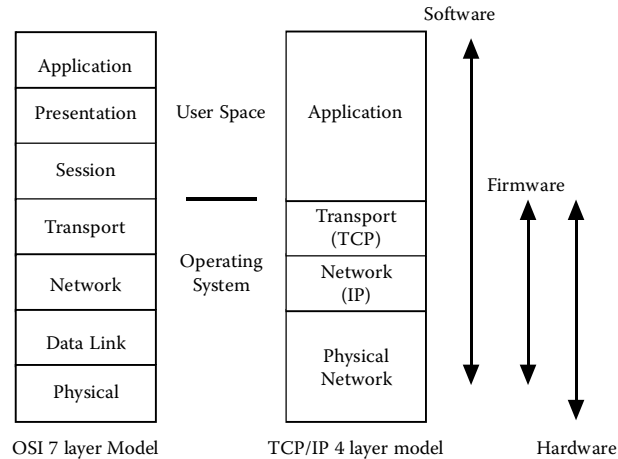 Software
Application
Presentation
Session
Transport
Network
Data Link
Physical
OSI 7 layer Model
User Space
Operating
System
Application
Transport
(TCP)
Network
(IP)
Physical
Network
TCP/IP 4 layer model
Firmware
Hardware